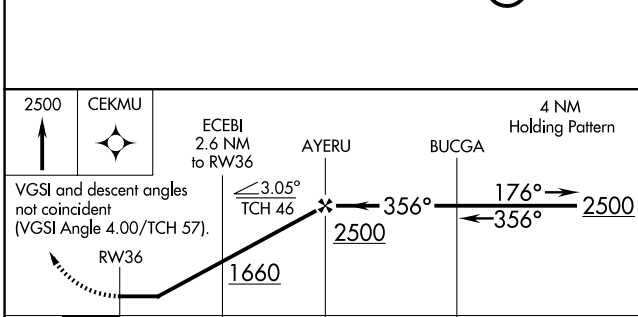 2500
CEKMU
ECEBI
2.6 NM
to RW36
AYERU
BUCGA
4 NM
Holding Pattern
VGSI and descent angles
not coincident
(VGSI Angle 4.00/TCH 57).
3.05°
TCH 46
356°
176°
356°
2500
2500
RW36
1660